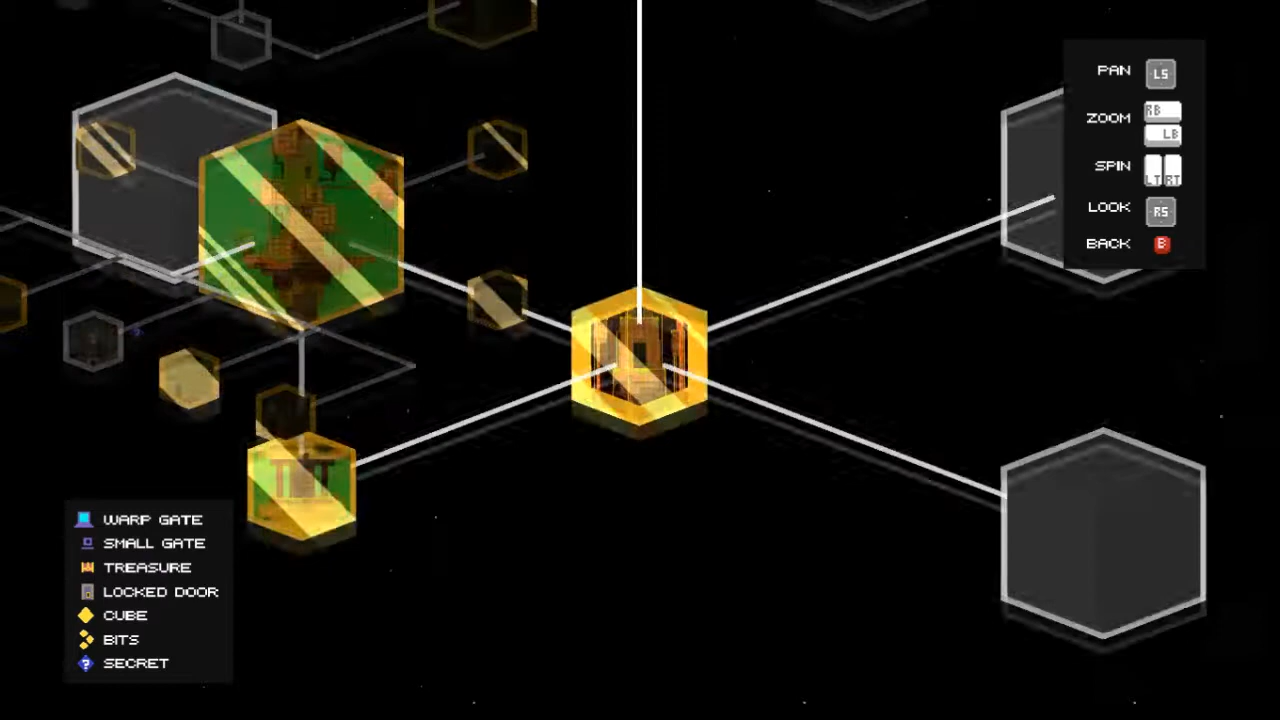 PAN LS
ZOOM RB
LB
SPIN LT RT
LOOK RS
BACK B
WARP GATE
SMALL GATE
TREASURE
LOCKED DOOR
CUBE
BITS
? SECRET